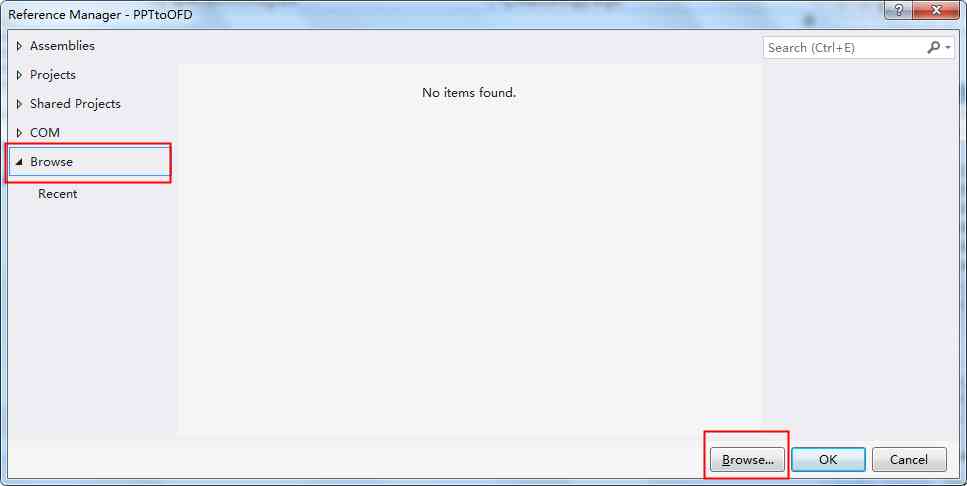 Reference Manager - PPTtoOFD
Assemblies
Projects
Shared Projects
COM
Browse
Recent
No items found.
Search (Ctrl+E)
Browse...
OK
Cancel